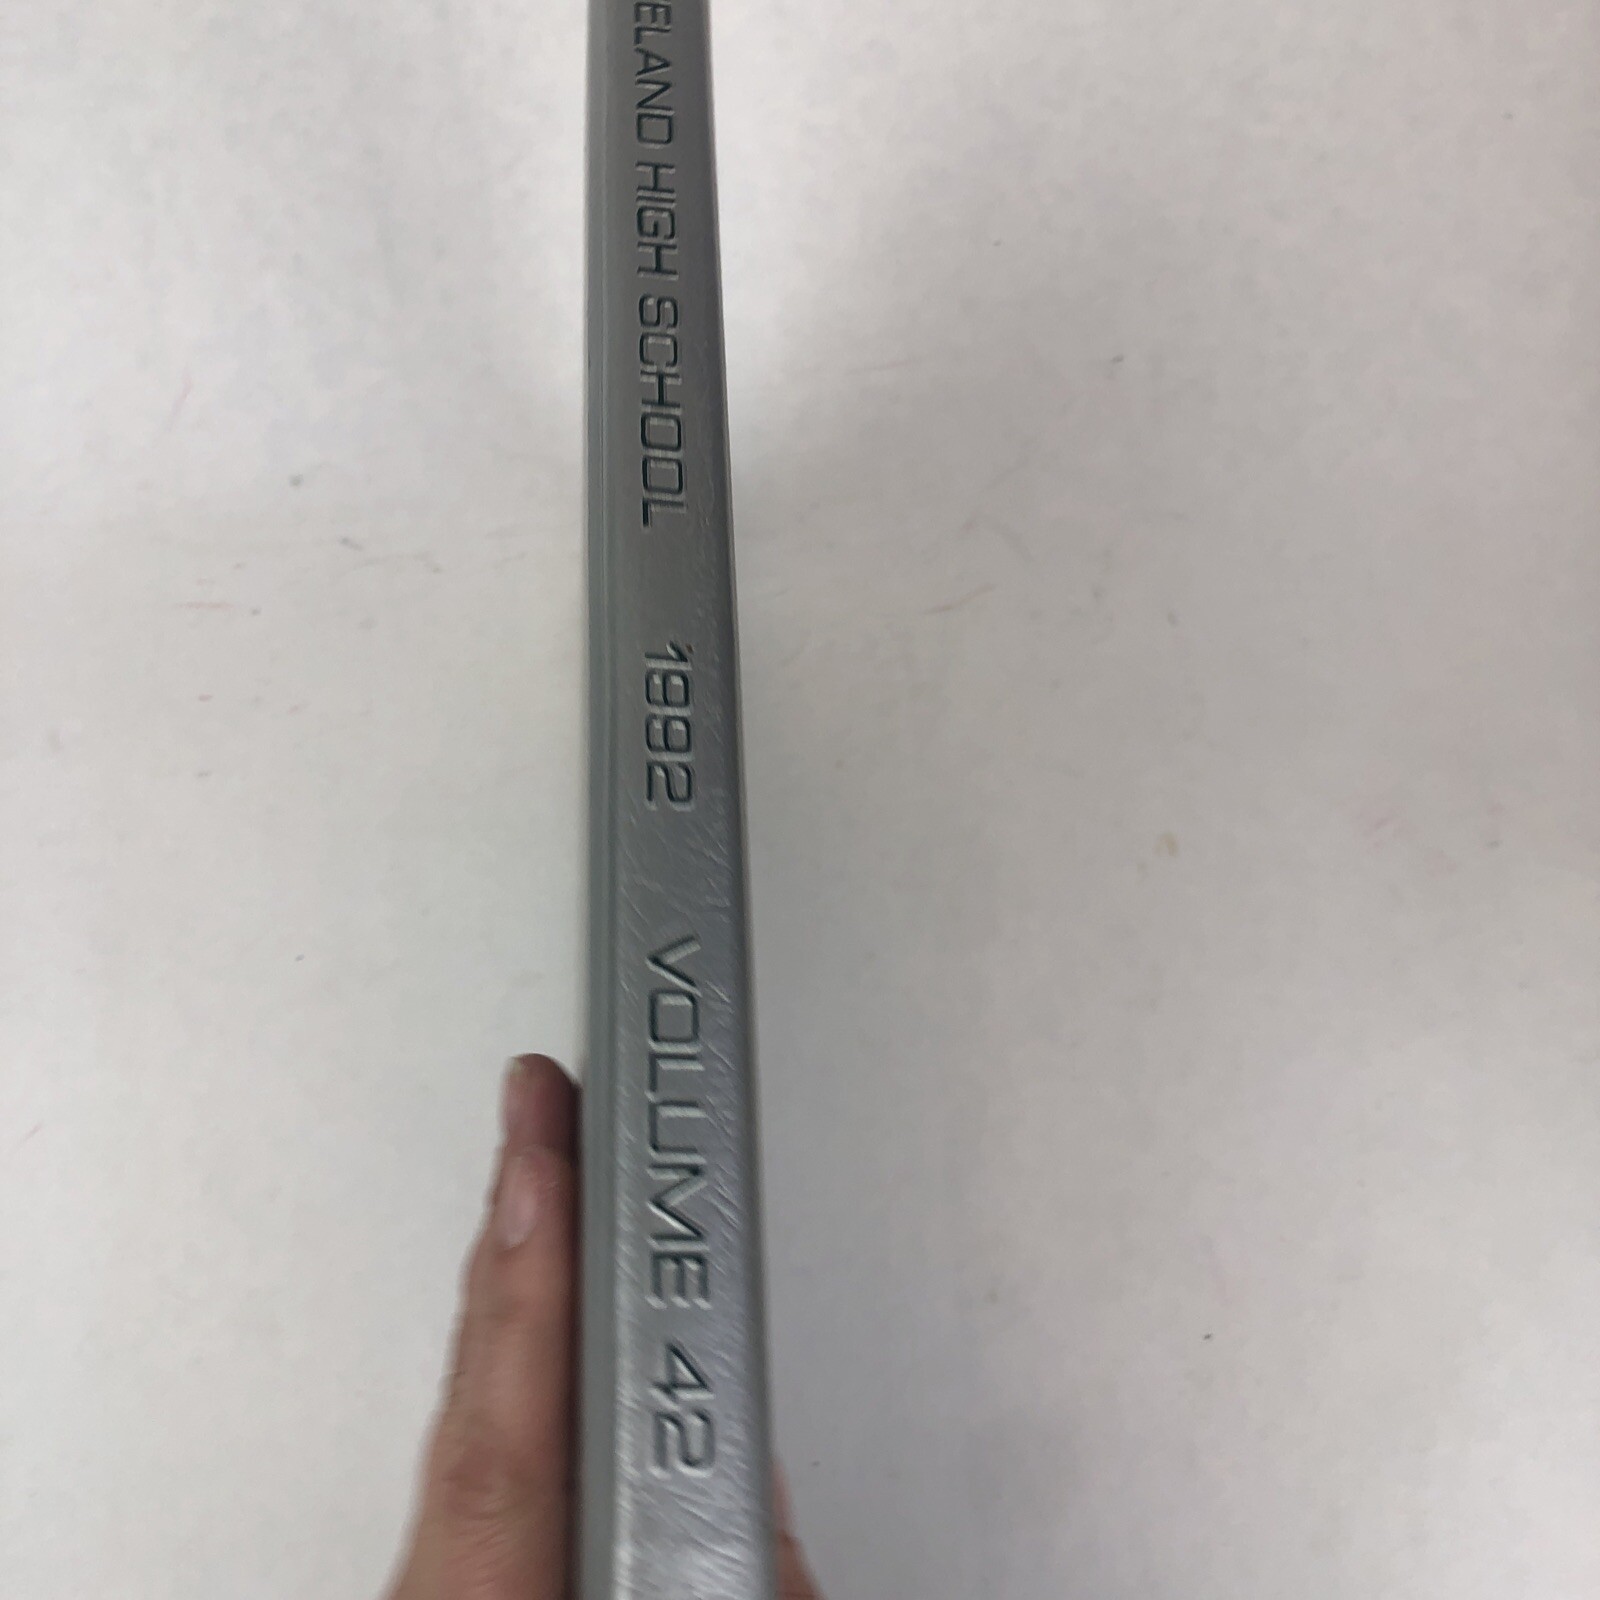 ELAND HIGH SCHOOL 1992 VOLUME 42